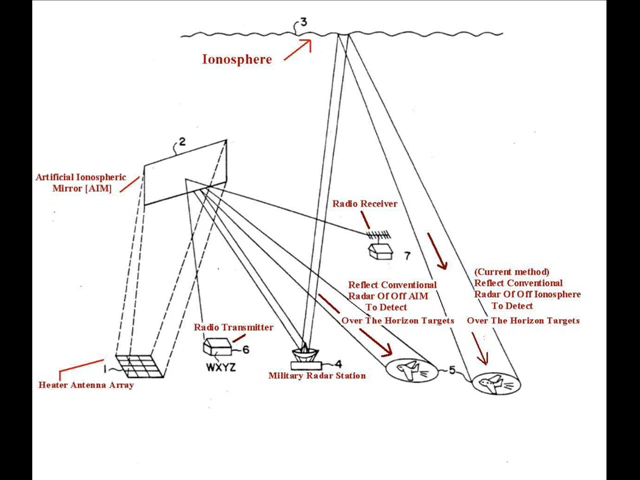 3
Ionosphere
2
Artificial Ionospheric
Mirror [AIM]
Radio Receiver
7
(Current method)
Reflect Conventional
Radar Of Off Ionosphere
To Detect
Over The Horizon Targets
Reflect Conventional
Radar Of Off AIM
To Detect
Over The Horizon Targets
Radio Transmitter
6
WXYZ
1
Heater Antenna Array
4
Military Radar Station
5